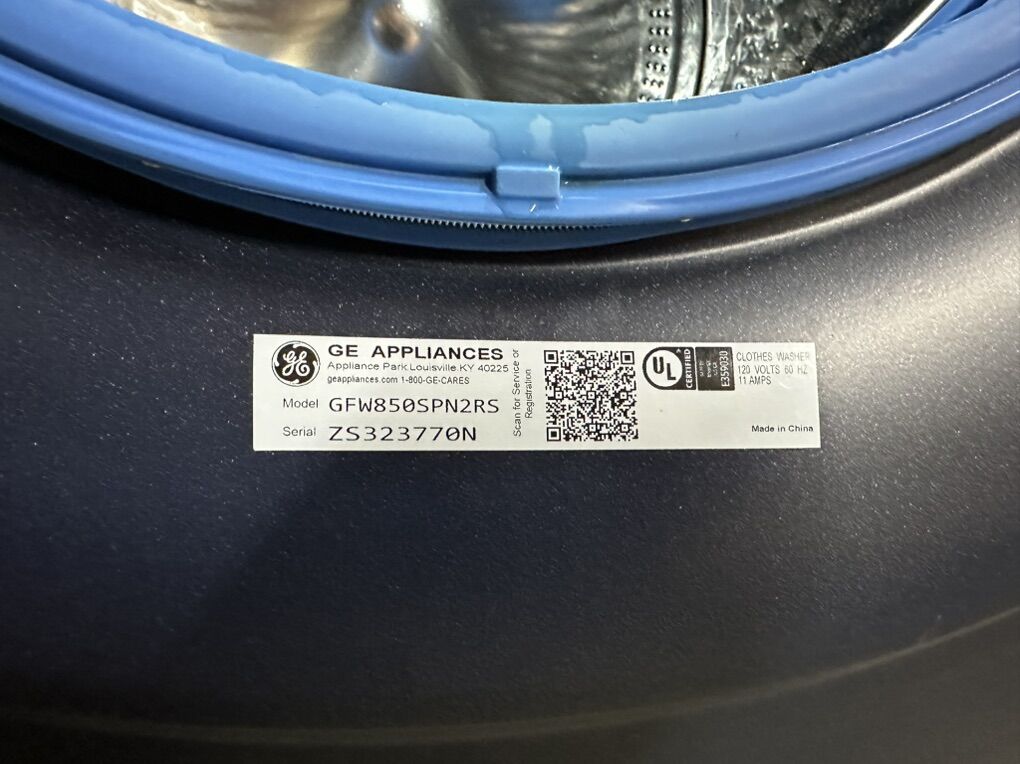 GE
GE APPLIANCES
Appliance Park, Louisville, KY 40225
geappliances.com 1-800-GE-CARES
Model GFW850SPN2RS
Serial ZS323770N
Scan for Service or
Registration
UL
CERTIFIED
E359030
CLOTHES WASHER
120 VOLTS 60 HZ
11 AMPS
Made in China